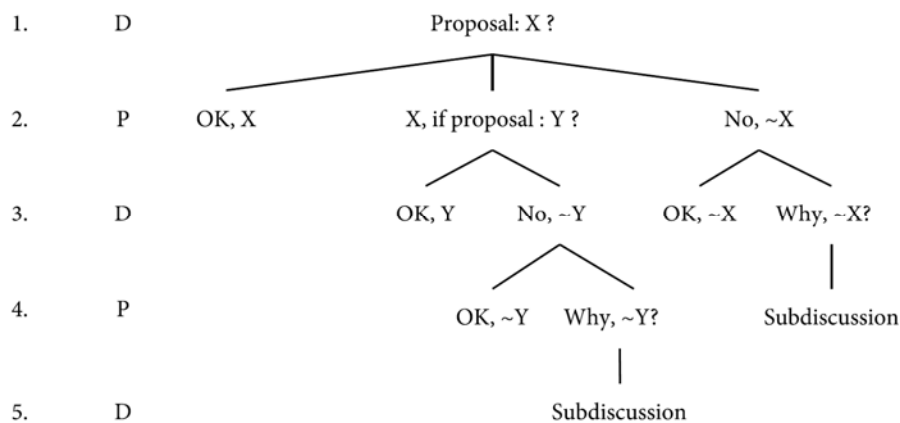 1. D Proposal: X ?
2. P OK, X X, if proposal : Y ? No, ~X
3. D OK, Y No, ~Y OK, ~X Why, ~X?
4. P OK, ~Y Why, ~Y? Subdiscussion
5. D Subdiscussion